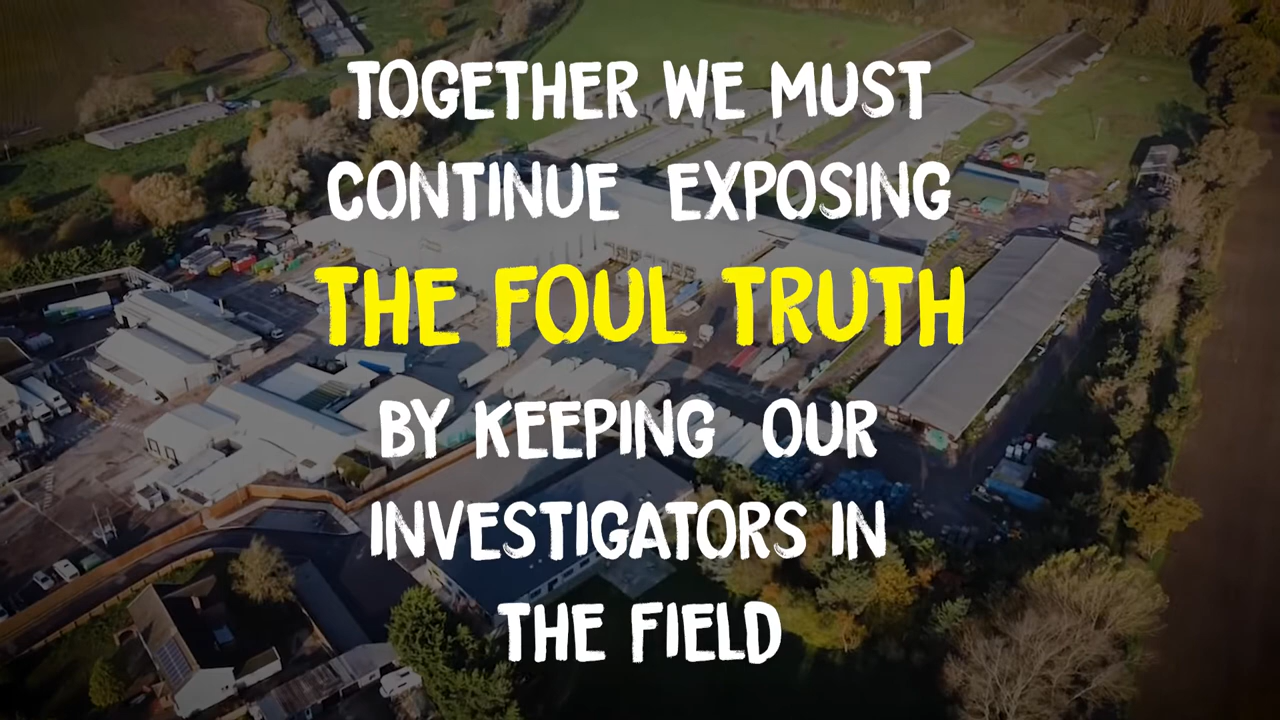 TOGETHER WE MUST
CONTINUE EXPOSING
THE FOUL TRUTH
BY KEEPING OUR
INVESTIGATORS IN
THE FIELD